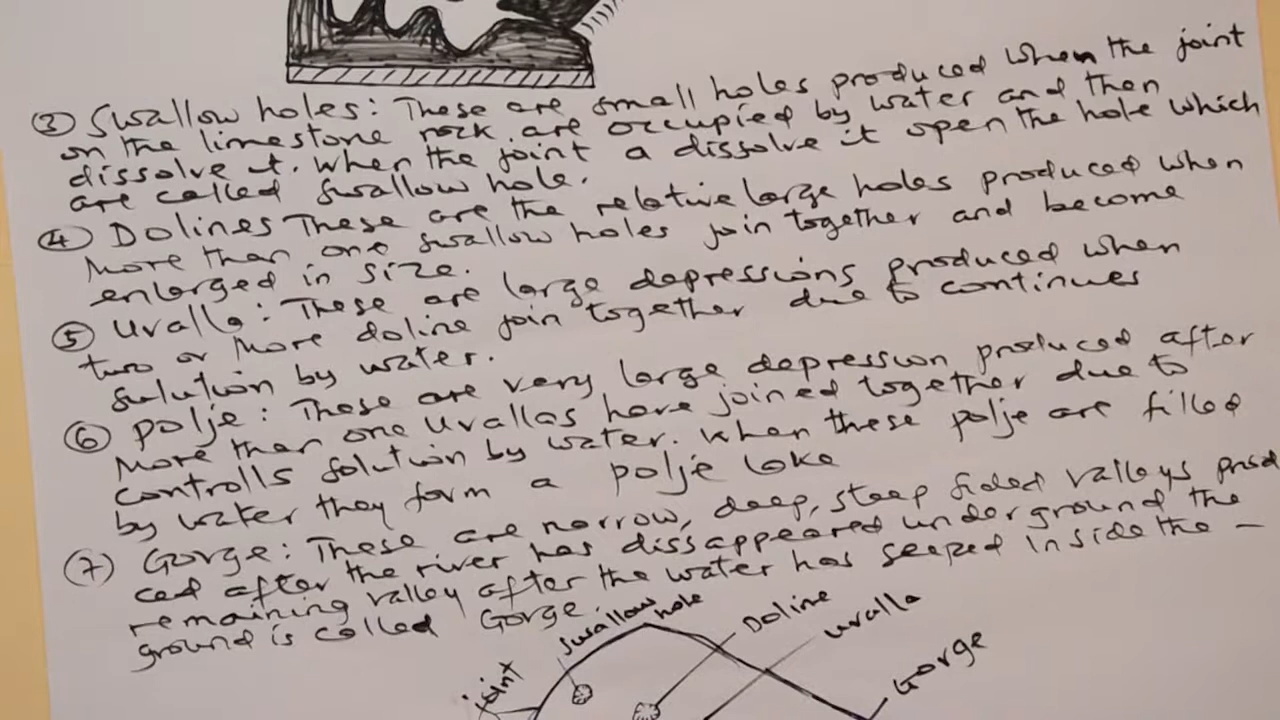 ③ Swallow holes: These are small holes produced when the joint
on the limestone rock are occupied by water and then
dissolve it. When the joint a dissolve it open the hole which
are called swallow hole.
④ Dolines These are the relative large holes produced when
More than one swallow holes join together and become
enlarged in size.
⑤ Uvalla: These are large depressions produced when
two or more doline join together due to continues
solution by water.
⑥ polje: These are very large depression produced after
More than one uvallas have joined together due to
controlls solution by water. When these polje are filled
by water they form a polje lake
⑦ Gorge: These are narrow, deep, steep sided valleys prod
ced after the river has dissappeared underground the
remaining valley after the water has seeped inside the –
ground is called Gorge.
joint
Swallow hole
Doline
uvalla
Gorge